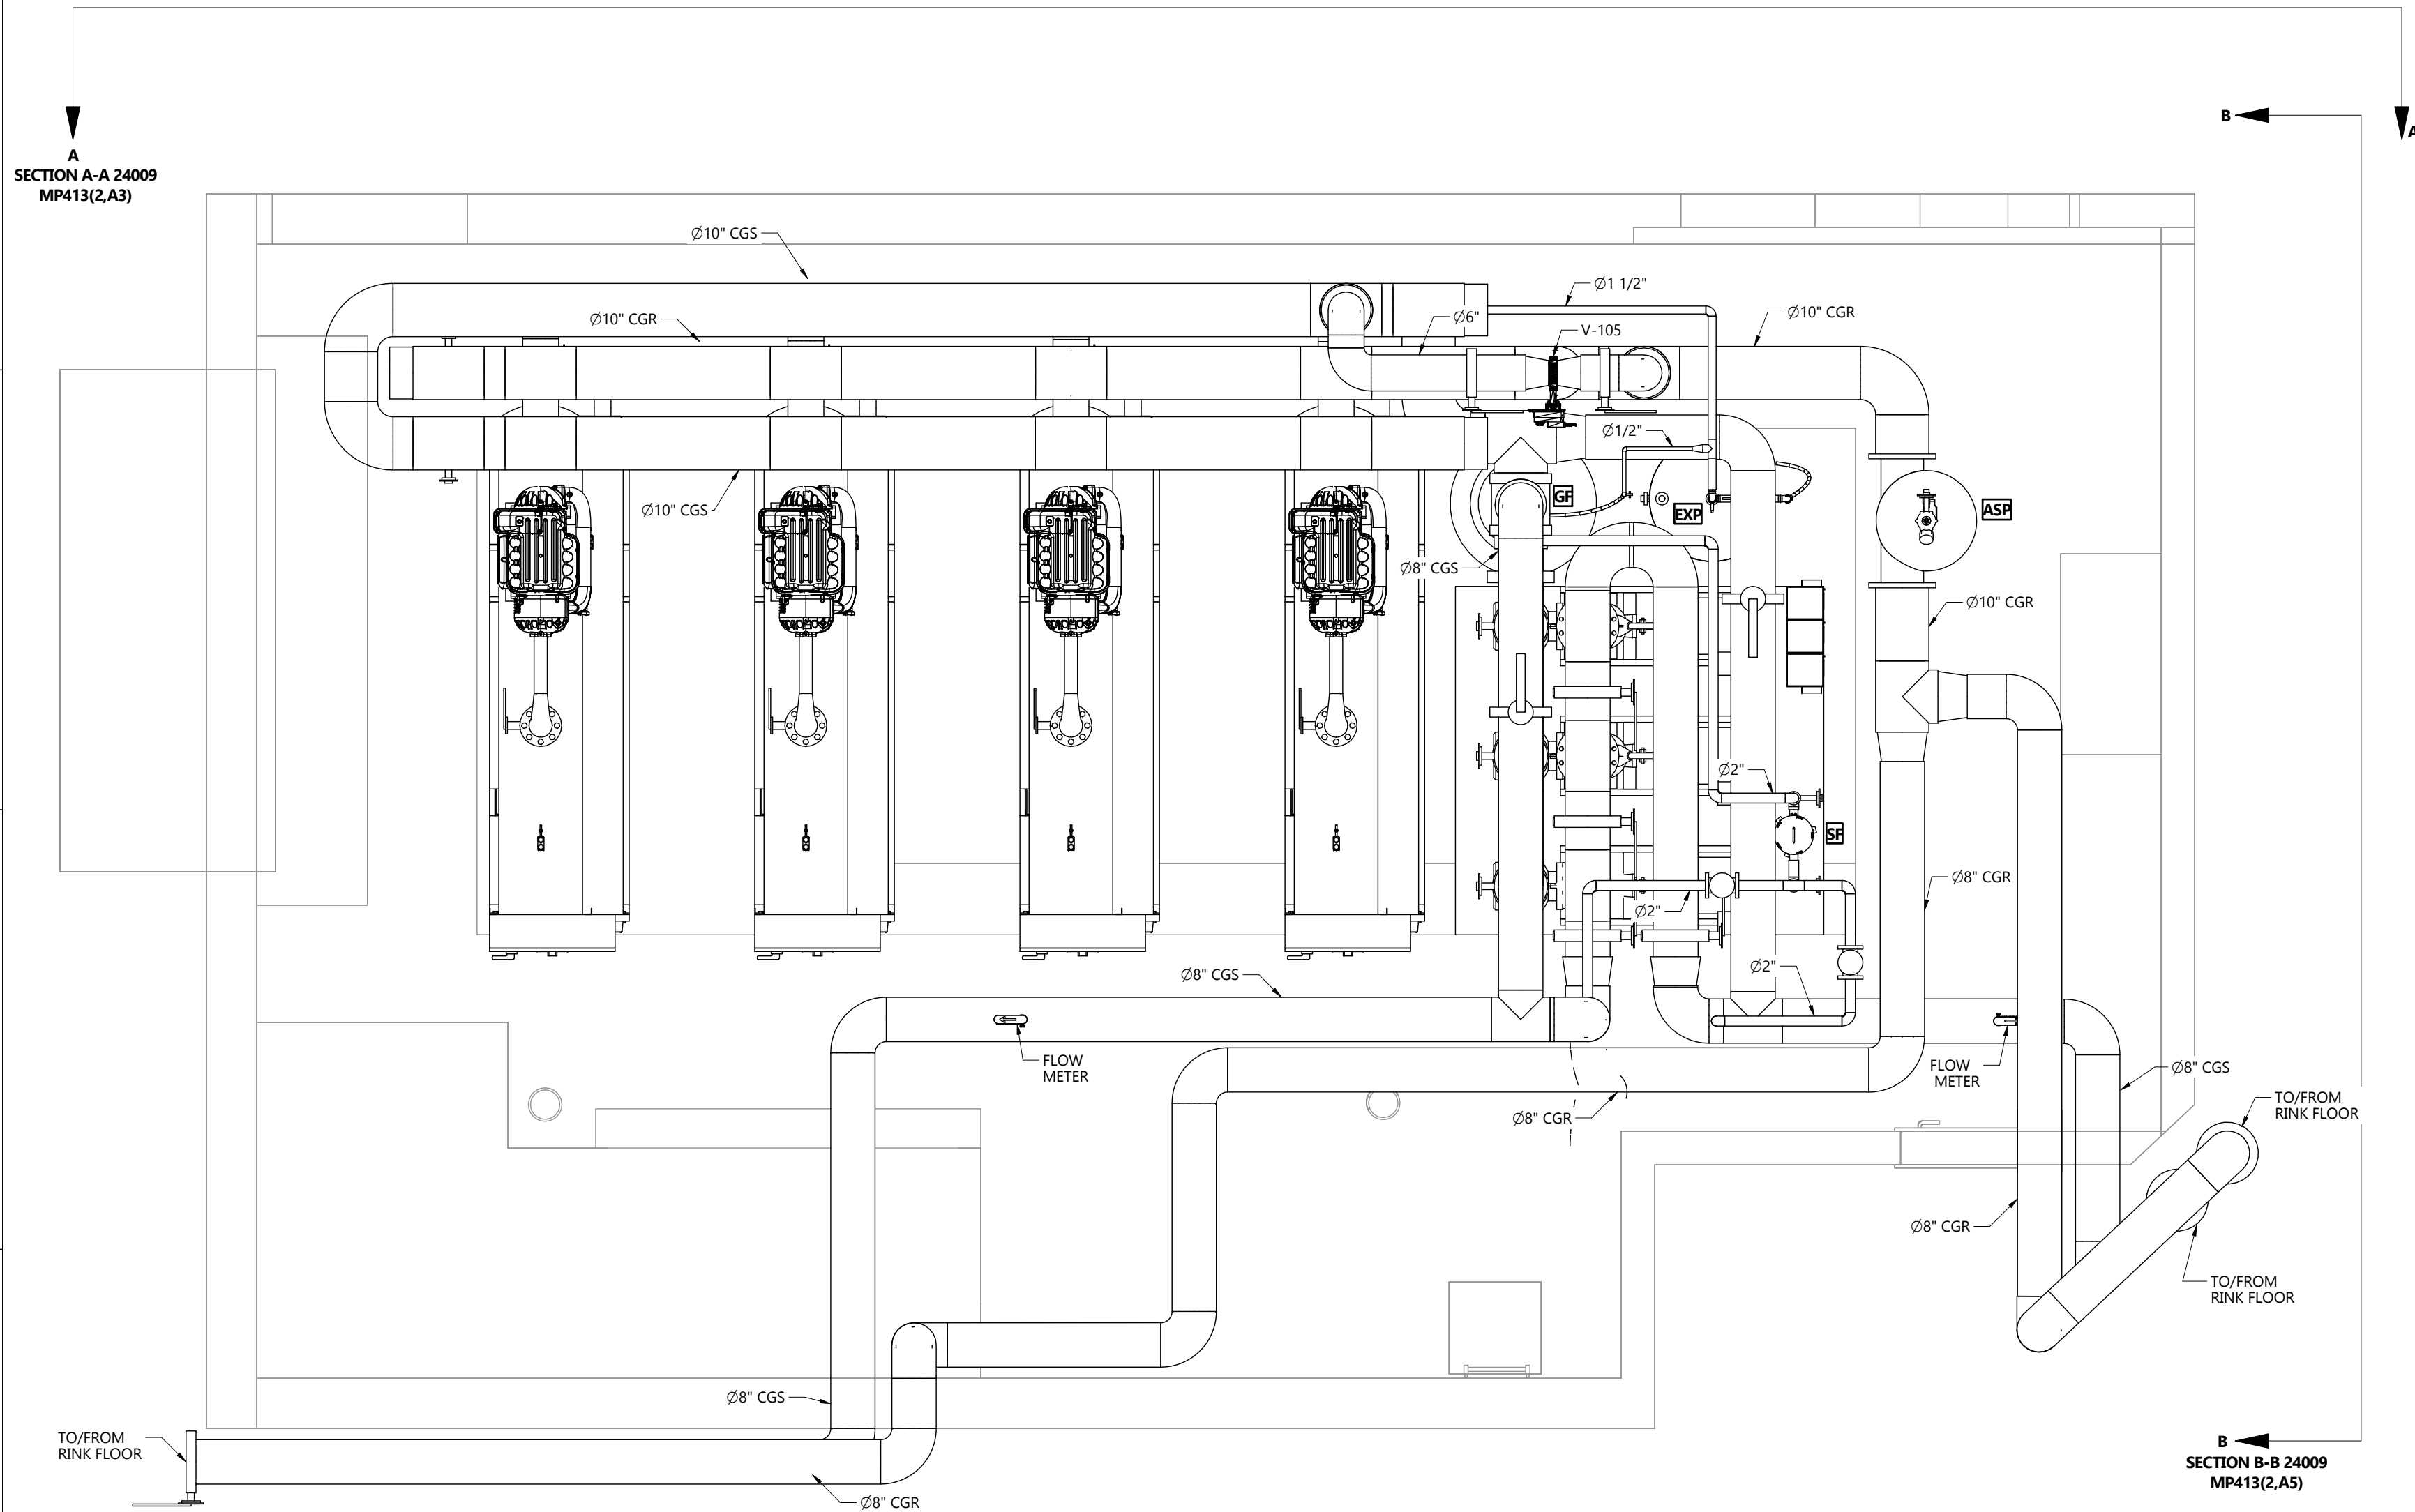 B
A
A
SECTION A-A 24009
MP413(2,A3)
Ø10" CGS
Ø1 1/2"
Ø10" CGR
Ø6"
Ø10" CGR
V-105
Ø1/2"
GF
Ø10" CGS
EXP
ASP
Ø8" CGS
Ø10" CGR
Ø2"
SF
Ø8" CGR
Ø2"
Ø2"
Ø8" CGS
FLOW
METER
FLOW
METER
Ø8" CGS
TO/FROM
RINK FLOOR
Ø8" CGR
Ø8" CGR
TO/FROM
RINK FLOOR
Ø8" CGS
TO/FROM
RINK FLOOR
B
SECTION B-B 24009
MP413(2,A5)
Ø8" CGR